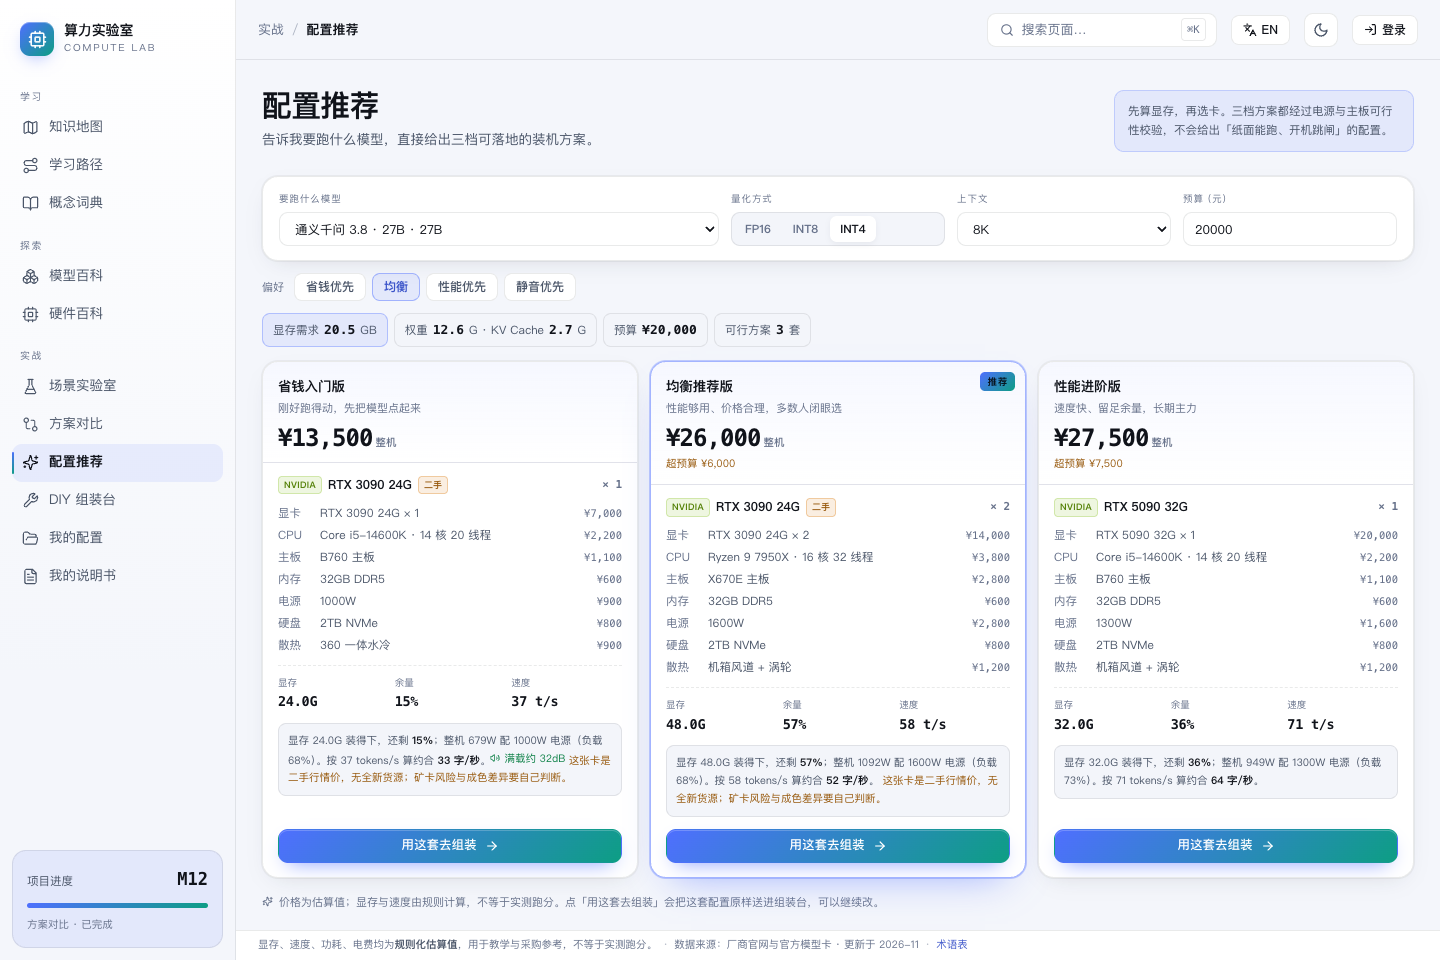 算力实验室
COMPUTE LAB
学习
知识地图
学习路径
概念词典
探索
模型百科
硬件百科
实战
场景实验室
方案对比
配置推荐
DIY 组装台
我的配置
我的说明书
项目进度 M12
方案对比 · 已完成
实战 / 配置推荐
搜索页面... ⌘K
EN
登录
配置推荐
告诉我要跑什么模型，直接给出三档可落地的装机方案。
先算显存，再选卡。三档方案都经过电源与主板可行
性校验，不会给出「纸面能跑、开机跳闸」的配置。
要跑什么模型
通义千问 3.8 · 27B · 27B
量化方式
FP16 INT8 INT4
上下文
8K
预算 (元)
20000
偏好 省钱优先 均衡 性能优先 静音优先
显存需求 20.5 GB
权重 12.6 G · KV Cache 2.7 G
预算 ¥20,000
可行方案 3 套
省钱入门版
刚好跑得动，先把模型点起来
¥13,500 整机
NVIDIA RTX 3090 24G 二手 × 1
显卡 RTX 3090 24G × 1 ¥7,000
CPU Core i5-14600K · 14 核 20 线程 ¥2,200
主板 B760 主板 ¥1,100
内存 32GB DDR5 ¥600
电源 1000W ¥900
硬盘 2TB NVMe ¥800
散热 360 一体水冷 ¥900
显存 余量 速度
24.0G 15% 37 t/s
显存 24.0G 装得下，还剩 15%；整机 679W 配 1000W 电源（负载
68%）。按 37 tokens/s 算约合 33 字/秒。 满载约 32dB 这张卡是
二手行情价，无全新货源；矿卡风险与成色差异要自己判断。
用这套去组装
均衡推荐版 推荐
性能够用、价格合理，多数人闭眼选
¥26,000 整机
超预算 ¥6,000
NVIDIA RTX 3090 24G 二手 × 2
显卡 RTX 3090 24G × 2 ¥14,000
CPU Ryzen 9 7950X · 16 核 32 线程 ¥3,800
主板 X670E 主板 ¥2,800
内存 32GB DDR5 ¥600
电源 1600W ¥2,800
硬盘 2TB NVMe ¥800
散热 机箱风道 + 涡轮 ¥1,200
显存 余量 速度
48.0G 57% 58 t/s
显存 48.0G 装得下，还剩 57%；整机 1092W 配 1600W 电源（负载
68%）。按 58 tokens/s 算约合 52 字/秒。 这张卡是二手行情价，无
全新货源；矿卡风险与成色差异要自己判断。
用这套去组装
性能进阶版
速度快、留足余量，长期主力
¥27,500 整机
超预算 ¥7,500
NVIDIA RTX 5090 32G × 1
显卡 RTX 5090 32G × 1 ¥20,000
CPU Core i5-14600K · 14 核 20 线程 ¥2,200
主板 B760 主板 ¥1,100
内存 32GB DDR5 ¥600
电源 1300W ¥1,600
硬盘 2TB NVMe ¥800
散热 机箱风道 + 涡轮 ¥1,200
显存 余量 速度
32.0G 36% 71 t/s
显存 32.0G 装得下，还剩 36%；整机 949W 配 1300W 电源（负载
73%）。按 71 tokens/s 算约合 64 字/秒。
用这套去组装
价格为估算值；显存与速度由规则计算，不等于实测跑分。点「用这套去组装」会把这套配置原样送进组装台，可以继续改。
显存、速度、功耗、电费均为规则化估算值，用于教学与采购参考，不等于实测跑分。 · 数据来源：厂商官网与官方模型卡 · 更新于 2026-11 · 术语表